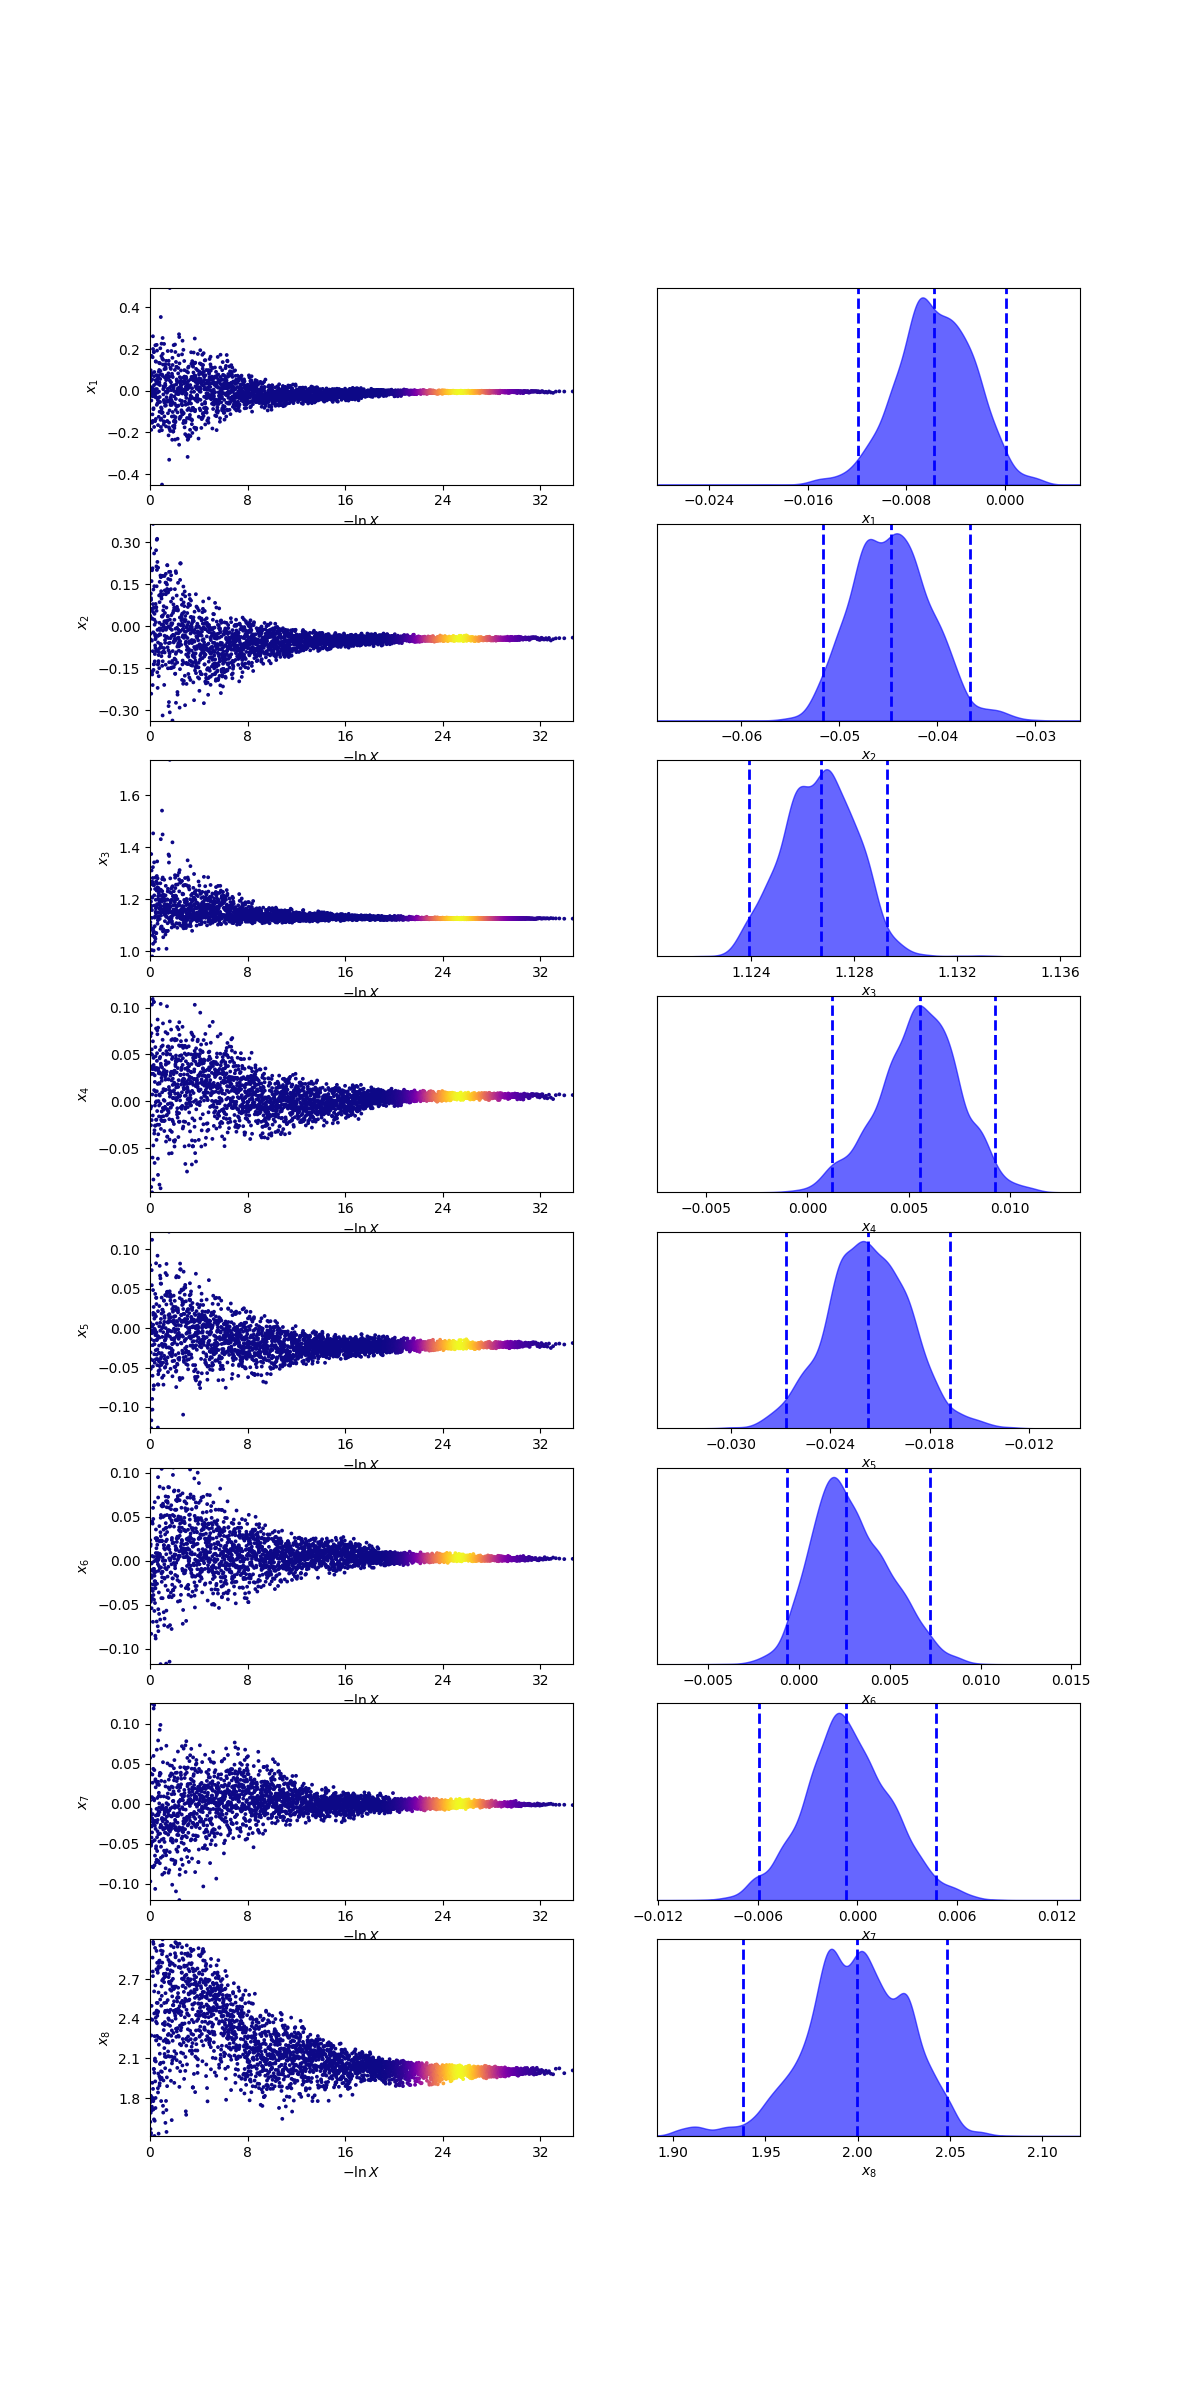 0.4
0.2
0.0
−0.2
−0.4
x₁
0 8 16 24 32
−ln X
−0.024 −0.016 −0.008 0.000
x₁
0.30
0.15
0.00
−0.15
−0.30
x₂
0 8 16 24 32
−ln X
−0.06 −0.05 −0.04 −0.03
x₂
1.6
1.4
1.2
1.0
x₃
0 8 16 24 32
−ln X
1.124 1.128 1.132 1.136
x₃
0.10
0.05
0.00
−0.05
x₄
0 8 16 24 32
−ln X
−0.005 0.000 0.005 0.010
x₄
0.10
0.05
0.00
−0.05
−0.10
x₅
0 8 16 24 32
−ln X
−0.030 −0.024 −0.018 −0.012
x₅
0.10
0.05
0.00
−0.05
−0.10
x₆
0 8 16 24 32
−ln X
−0.005 0.000 0.005 0.010 0.015
x₆
0.10
0.05
0.00
−0.05
−0.10
x₇
0 8 16 24 32
−ln X
−0.012 −0.006 0.000 0.006 0.012
x₇
2.7
2.4
2.1
1.8
x₈
0 8 16 24 32
−ln X
1.90 1.95 2.00 2.05 2.10
x₈